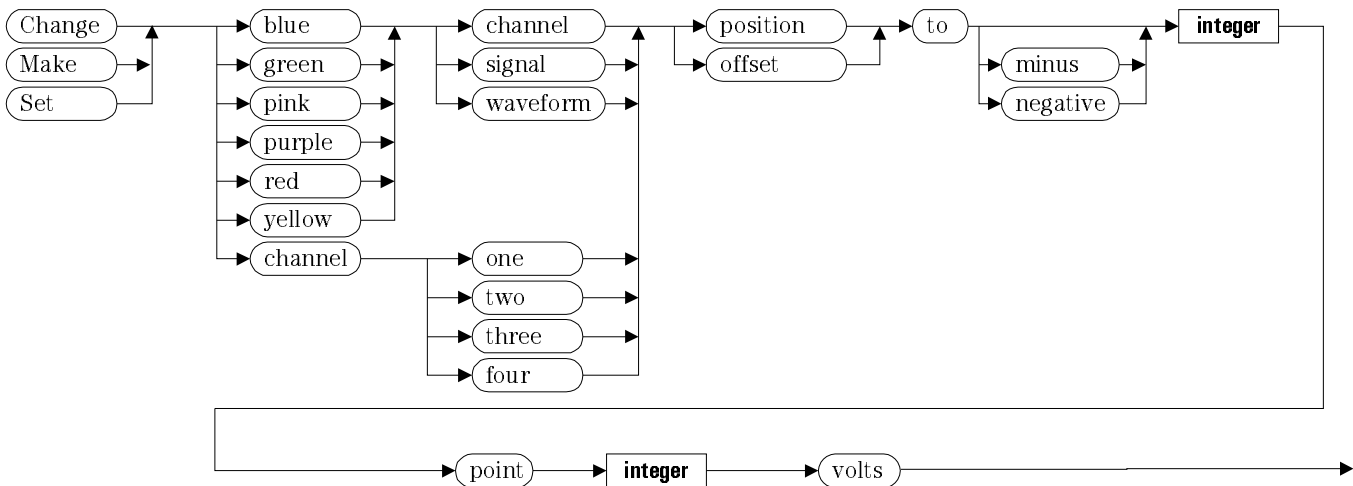 Change blue channel position to integer
Make green signal offset minus
Set pink waveform negative
purple
red
yellow
channel one
two
three
four
point integer volts